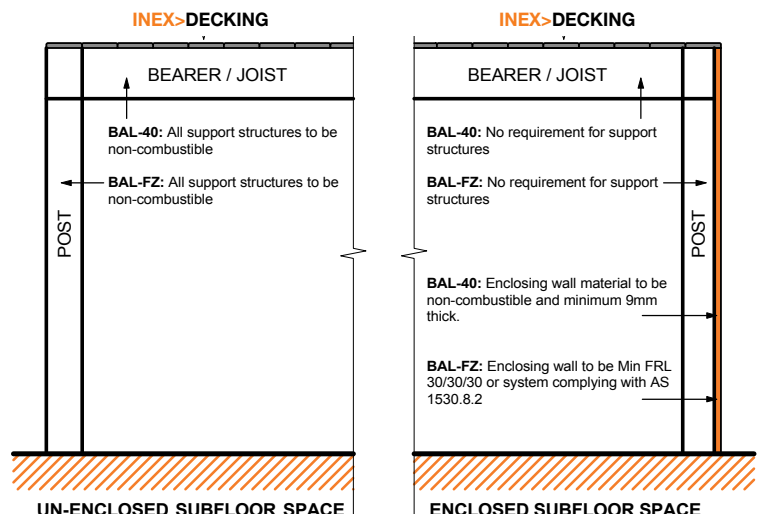 INEX>DECKING
BEARER / JOIST
BAL-40: All support structures to be
non-combustible
BAL-FZ: All support structures to be
non-combustible
POST
UN-ENCLOSED SUBFLOOR SPACE
INEX>DECKING
BEARER / JOIST
BAL-40: No requirement for support
structures
BAL-FZ: No requirement for support
structures
POST
BAL-40: Enclosing wall material to be
non-combustible and minimum 9mm
thick.
BAL-FZ: Enclosing wall to be Min FRL
30/30/30 or system complying with AS
1530.8.2
ENCLOSED SUBFLOOR SPACE